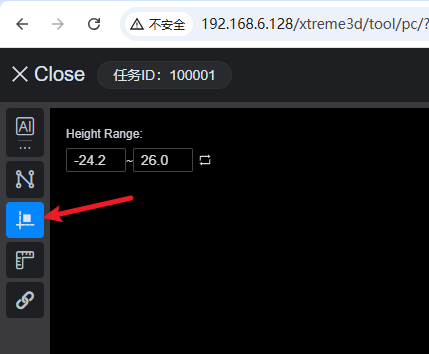 不安全 192.168.6.128/xtreme3d/tool/pc/?
Close 任务ID：100001
AI
Height Range:
-24.2 ~ 26.0